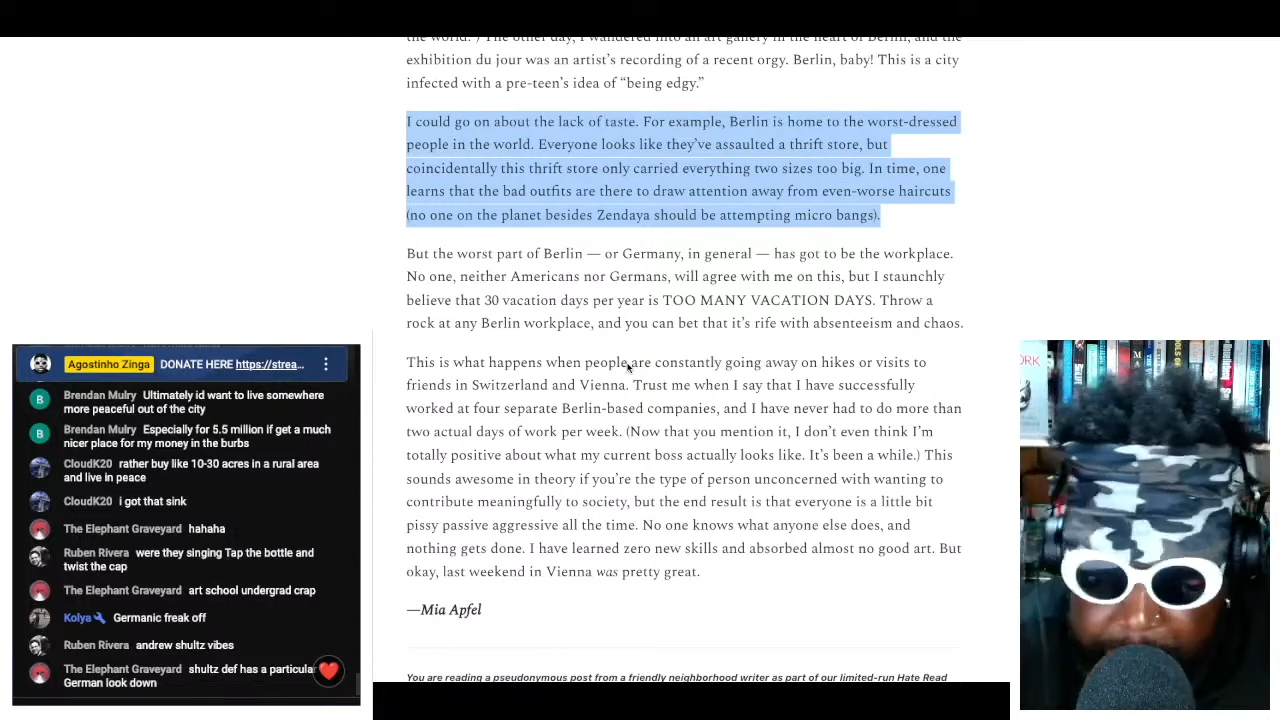 the world. ) The other day, I wandered into an art gallery in the heart of Berlin, and the
exhibition du jour was an artist's recording of a recent orgy. Berlin, baby! This is a city
infected with a pre-teen's idea of “being edgy.”
I could go on about the lack of taste. For example, Berlin is home to the worst-dressed
people in the world. Everyone looks like they've assaulted a thrift store, but
coincidentally this thrift store only carried everything two sizes too big. In time, one
learns that the bad outfits are there to draw attention away from even-worse haircuts
(no one on the planet besides Zendaya should be attempting micro bangs).
But the worst part of Berlin — or Germany, in general — has got to be the workplace.
No one, neither Americans nor Germans, will agree with me on this, but I staunchly
believe that 30 vacation days per year is TOO MANY VACATION DAYS. Throw a
rock at any Berlin workplace, and you can bet that it's rife with absenteeism and chaos.
This is what happens when people are constantly going away on hikes or visits to
friends in Switzerland and Vienna. Trust me when I say that I have successfully
worked at four separate Berlin-based companies, and I have never had to do more than
two actual days of work per week. (Now that you mention it, I don't even think I'm
totally positive about what my current boss actually looks like. It's been a while.) This
sounds awesome in theory if you're the type of person unconcerned with wanting to
contribute meaningfully to society, but the end result is that everyone is a little bit
pissy passive aggressive all the time. No one knows what anyone else does, and
nothing gets done. I have learned zero new skills and absorbed almost no good art. But
okay, last weekend in Vienna was pretty great.
—Mia Apfel
You are reading a pseudonymous post from a friendly neighborhood writer as part of our limited-run Hate Read
Agostinho Zinga DONATE HERE https://strea...
B Brendan Mulry Ultimately id want to live somewhere
more peaceful out of the city
B Brendan Mulry Especially for 5.5 million if get a much
nicer place for my money in the burbs
CloudK20 rather buy like 10-30 acres in a rural area
and live in peace
CloudK20 i got that sink
The Elephant Graveyard hahaha
Ruben Rivera were they singing Tap the bottle and
twist the cap
The Elephant Graveyard art school undergrad crap
Kolya Germanic freak off
Ruben Rivera andrew shultz vibes
The Elephant Graveyard shultz def has a particula
German look down